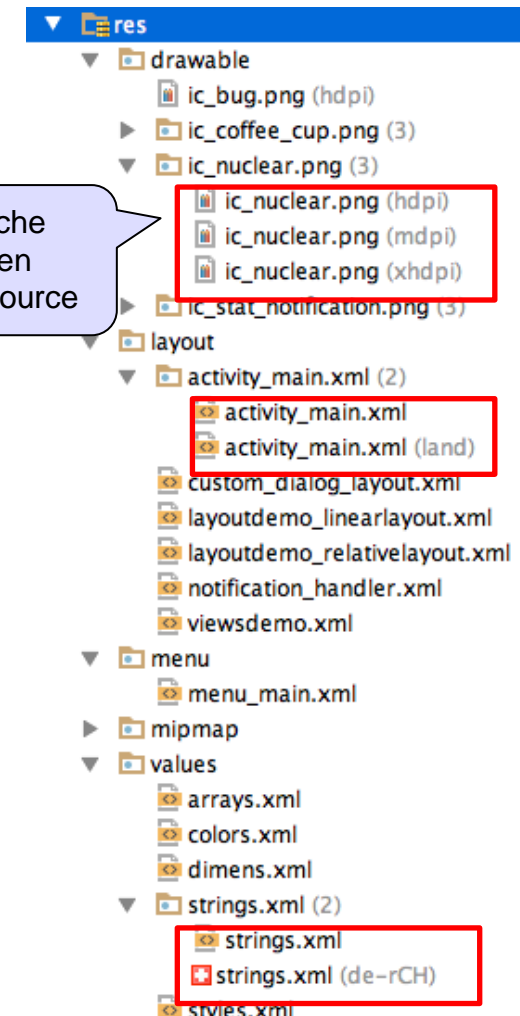 res
drawable
ic_bug.png (hdpi)
ic_coffee_cup.png (3)
ic_nuclear.png (3)
ic_nuclear.png (hdpi)
ic_nuclear.png (mdpi)
ic_nuclear.png (xhdpi)
che
en
ource
ic_stat_notification.png (3)
layout
activity_main.xml (2)
activity_main.xml
activity_main.xml (land)
custom_dialog_layout.xml
layoutdemo_linearlayout.xml
layoutdemo_relativelayout.xml
notification_handler.xml
viewsdemo.xml
menu
menu_main.xml
mipmap
values
arrays.xml
colors.xml
dimens.xml
strings.xml (2)
strings.xml
strings.xml (de-rCH)
styles.xml